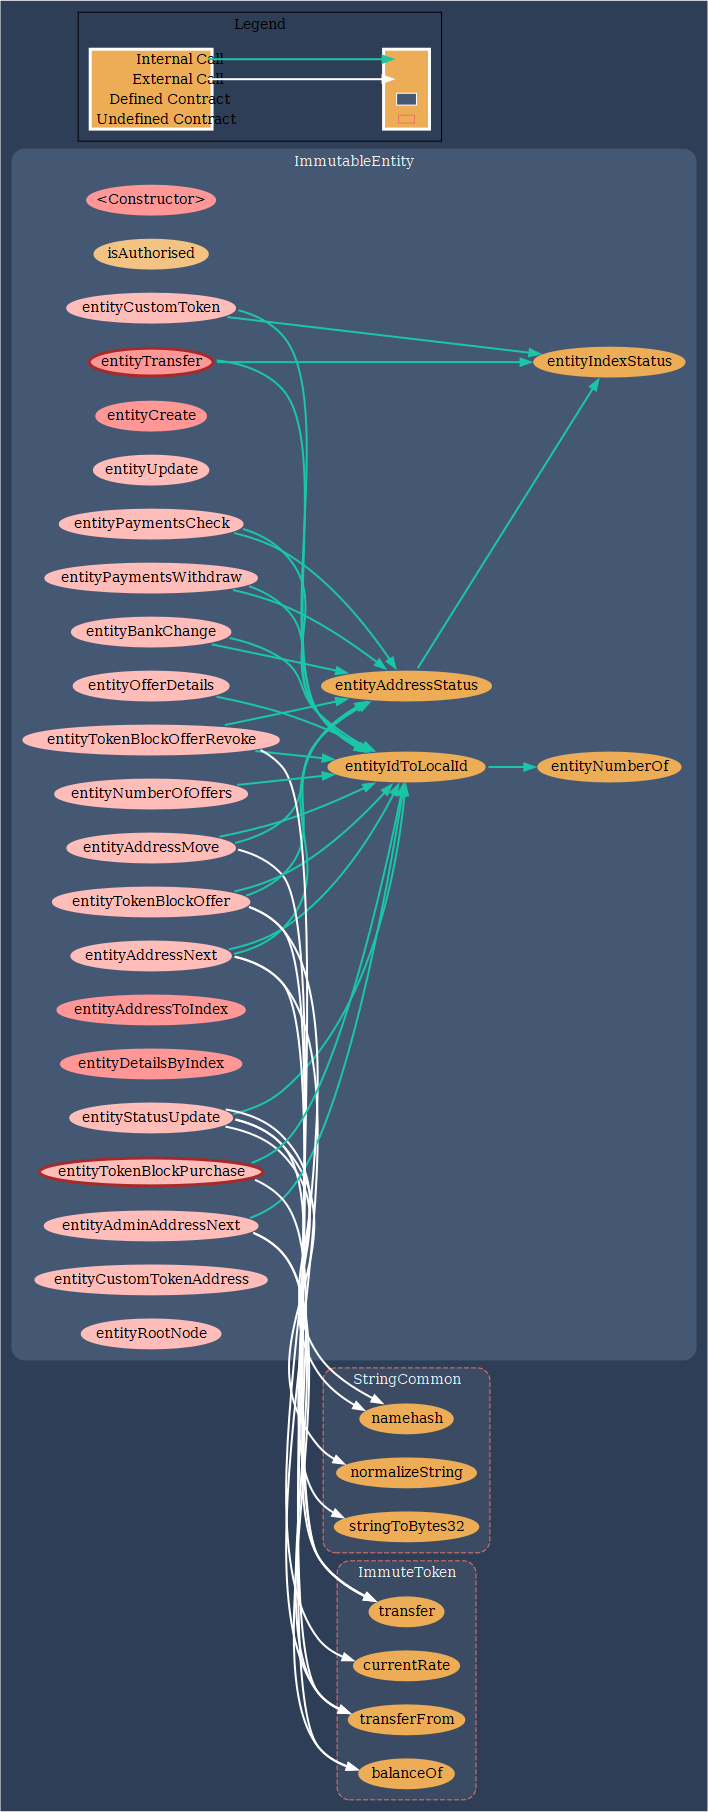 Legend
Internal Call
External Call
Defined Contract
Undefined Contract
ImmutableEntity
<Constructor>
isAuthorised
entityCustomToken
entityTransfer
entityIndexStatus
entityCreate
entityUpdate
entityPaymentsCheck
entityPaymentsWithdraw
entityBankChange
entityOfferDetails
entityAddressStatus
entityTokenBlockOfferRevoke
entityIdToLocalId
entityNumberOf
entityNumberOfOffers
entityAddressMove
entityTokenBlockOffer
entityAddressNext
entityAddressToIndex
entityDetailsByIndex
entityStatusUpdate
entityTokenBlockPurchase
entityAdminAddressNext
entityCustomTokenAddress
entityRootNode
StringCommon
namehash
normalizeString
stringToBytes32
ImmuteToken
transfer
currentRate
transferFrom
balanceOf